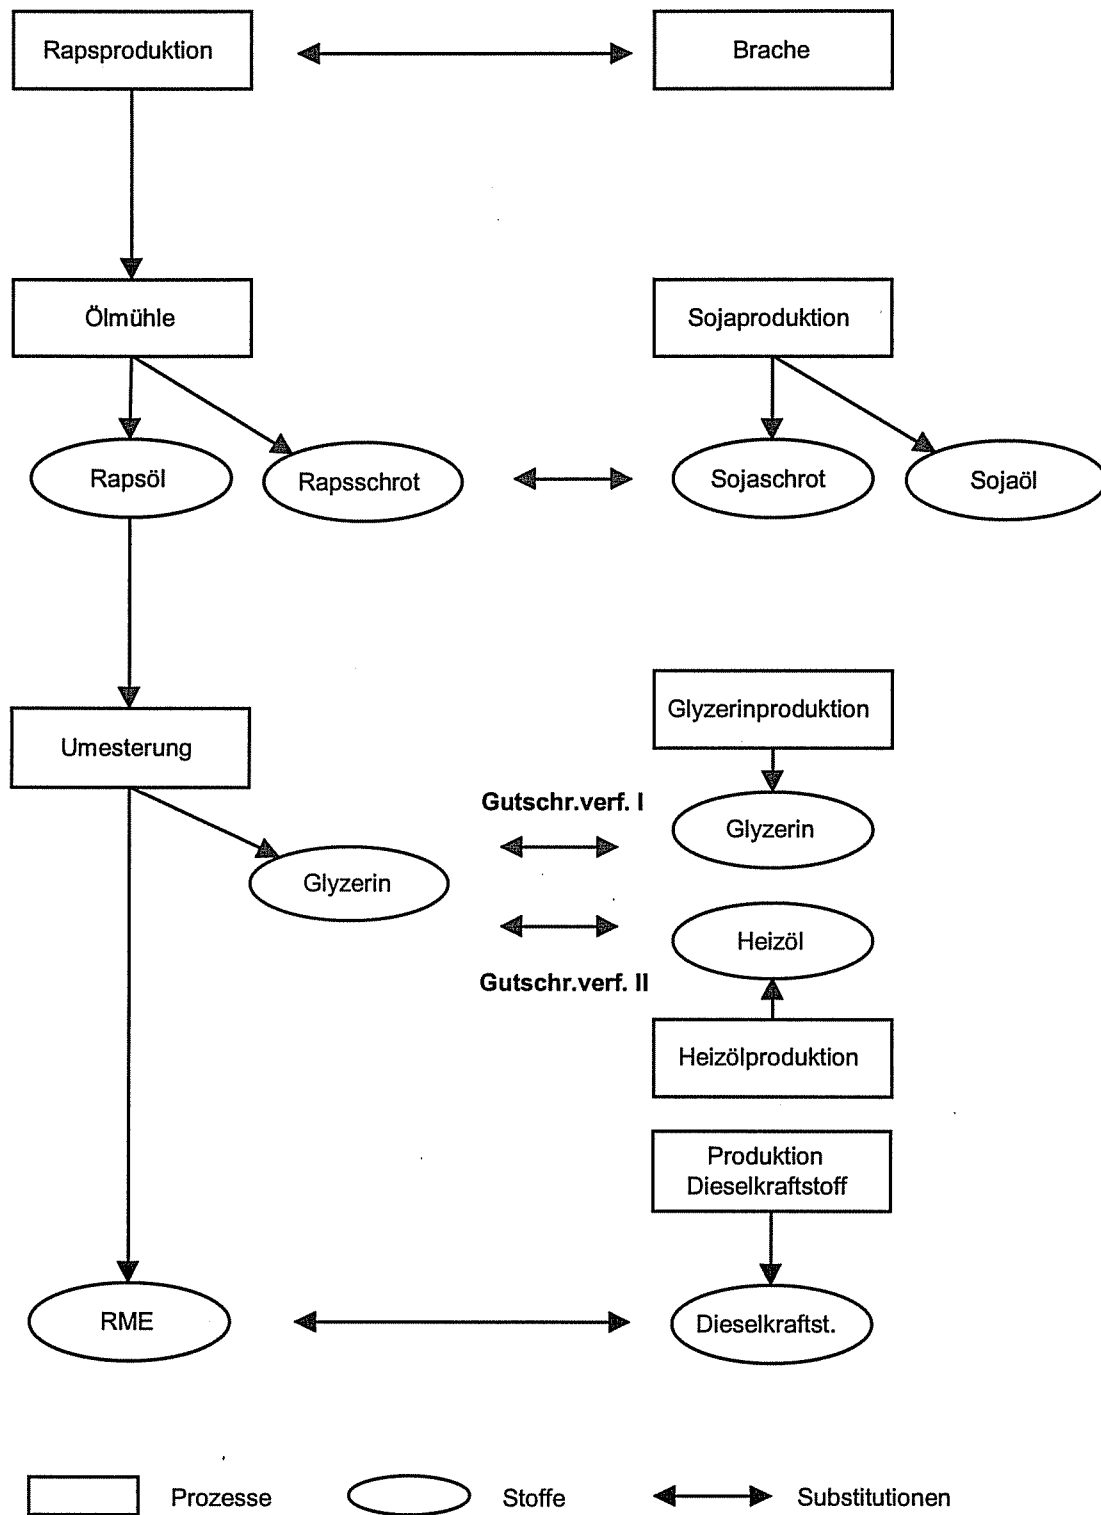 Rapsproduktion
Brache
Ölmühle
Sojaproduktion
Rapsöl
Rapsschrot
Sojaschrot
Sojaöl
Umesterung
Glyzerinproduktion
Gutschr.verf. I
Glyzerin
Glyzerin
Heizöl
Gutschr.verf. II
Heizölproduktion
Produktion
Dieselkraftstoff
RME
Dieselkraftst.
Prozesse
Stoffe
Substitutionen